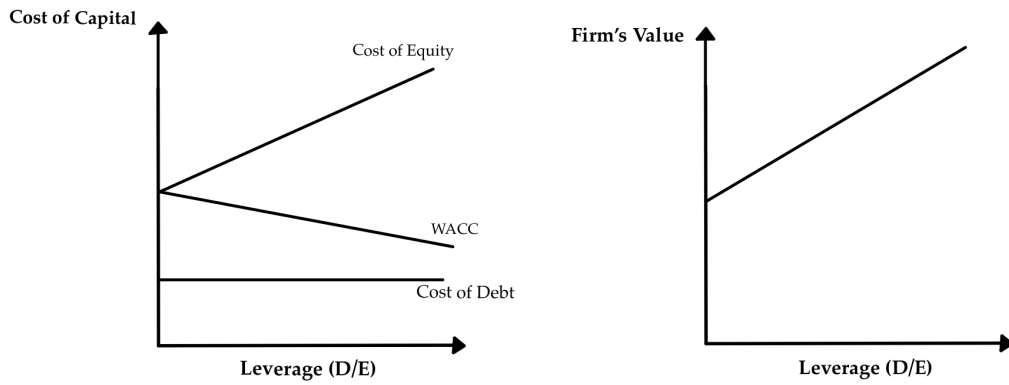 Cost of Capital
Cost of Equity
WACC
Cost of Debt
Leverage (D/E)
Firm's Value
Leverage (D/E)